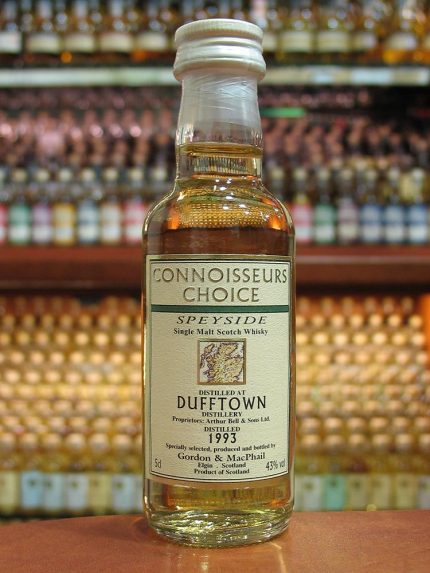 CONNOISSEURS
CHOICE
SPEYSIDE
Single Malt Scotch Whisky
DISTILLED AT
DUFFTOWN
DISTILLERY
Proprietors: Arthur Bell & Sons Ltd.
DISTILLED
1993
Specially selected, produced and bottled by
Gordon & MacPhail
Elgin . Scotland
5cl Product of Scotland 43% vol